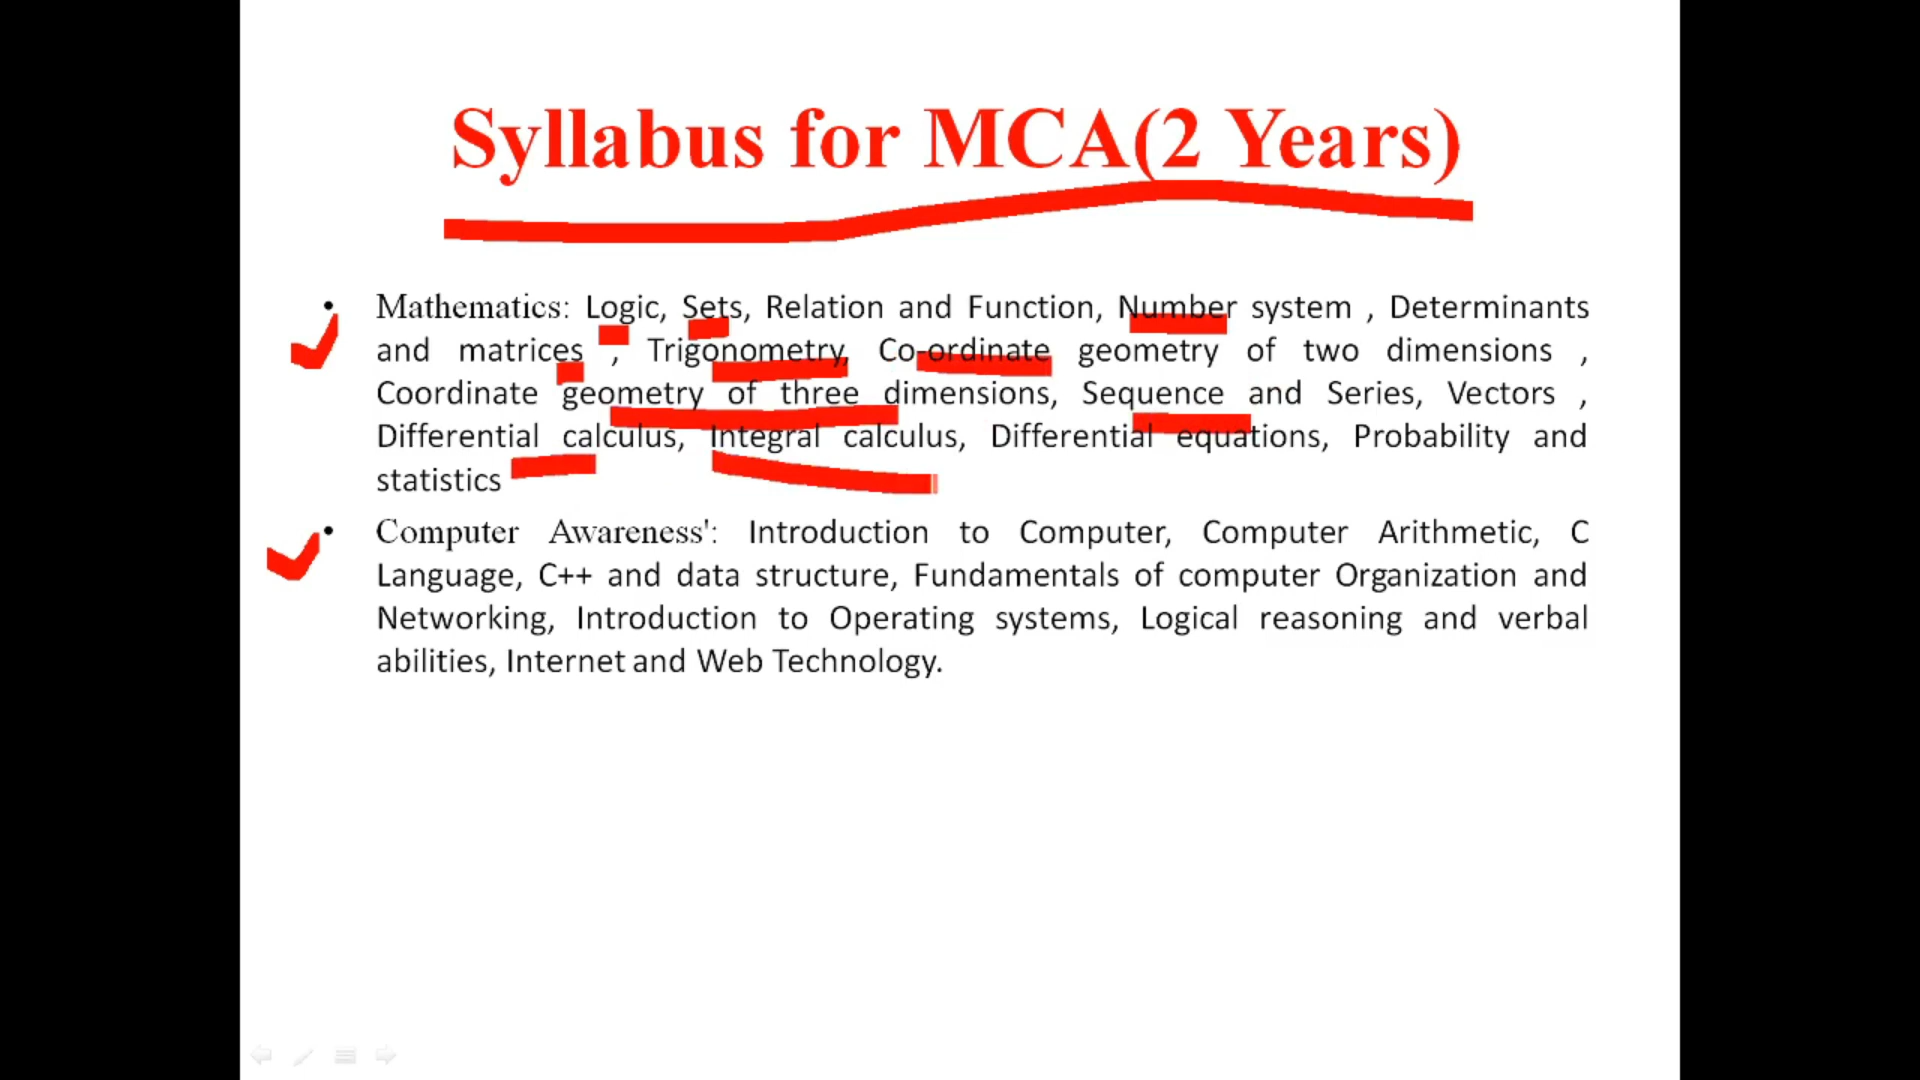 Syllabus for MCA(2 Years)
• Mathematics: Logic, Sets, Relation and Function, Number system , Determinants
and matrices , Trigonometry, Co-ordinate geometry of two dimensions ,
Coordinate geometry of three dimensions, Sequence and Series, Vectors ,
Differential calculus, Integral calculus, Differential equations, Probability and
statistics
• Computer Awareness': Introduction to Computer, Computer Arithmetic, C
Language, C++ and data structure, Fundamentals of computer Organization and
Networking, Introduction to Operating systems, Logical reasoning and verbal
abilities, Internet and Web Technology.